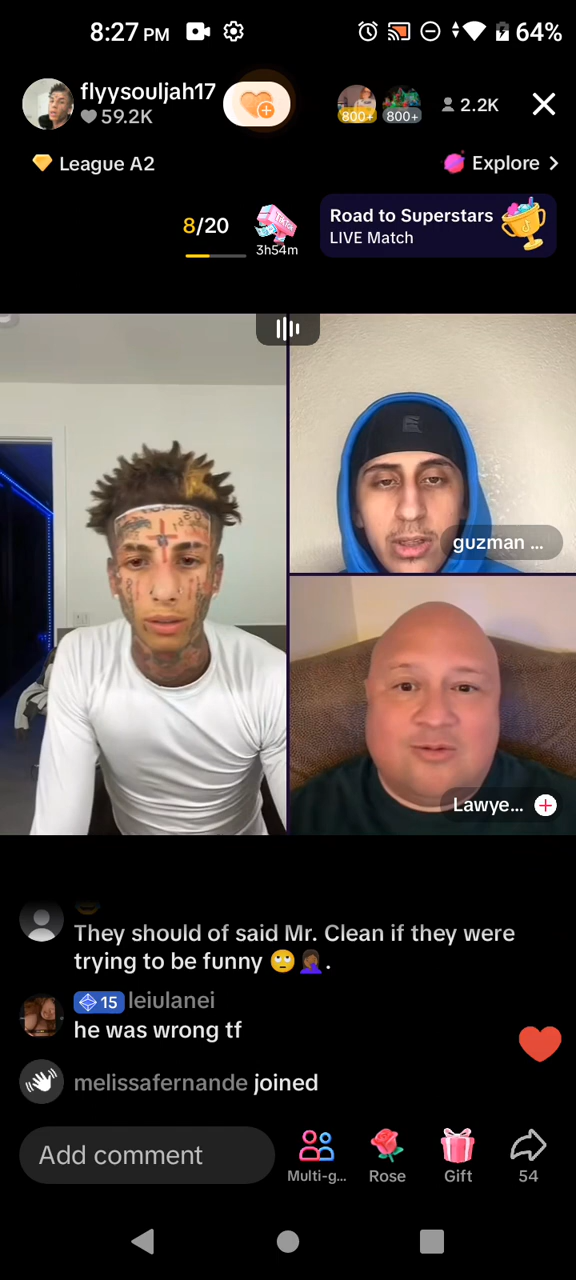 8:27 PM
64%
flyysouljah17
59.2K
800+
800+
2.2K
League A2
Explore >
8/20
TikTok
3h54m
Road to Superstars
LIVE Match
guzman ...
Lawye...
They should of said Mr. Clean if they were
trying to be funny 🙄🤦🏾‍♀️.
15 leiulanei
he was wrong tf
melissafernande joined
Add comment
Multi-g...
Rose
Gift
54